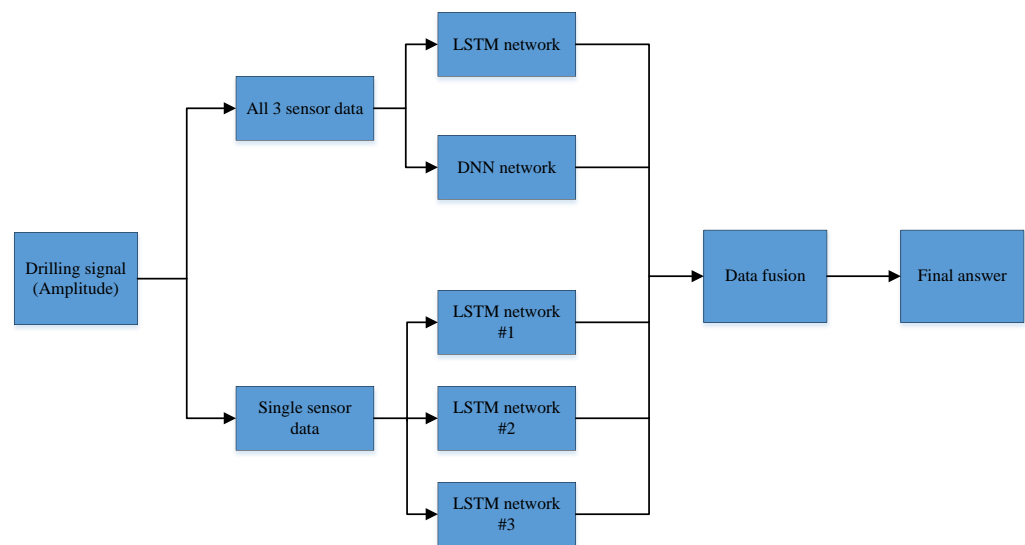 LSTM network
All 3 sensor data
DNN network
Drilling signal
(Amplitude)
Data fusion
Final answer
LSTM network
#1
Single sensor
data
LSTM network
#2
LSTM network
#3